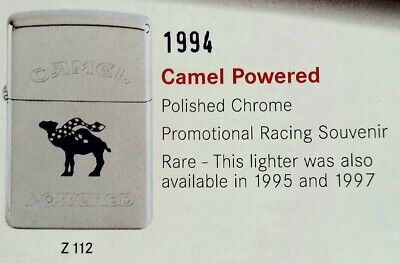 1994
CAMEL
Camel Powered
Polished Chrome
Promotional Racing Souvenir
Rare - This lighter was also
available in 1995 and 1997
POWERED
Z 112